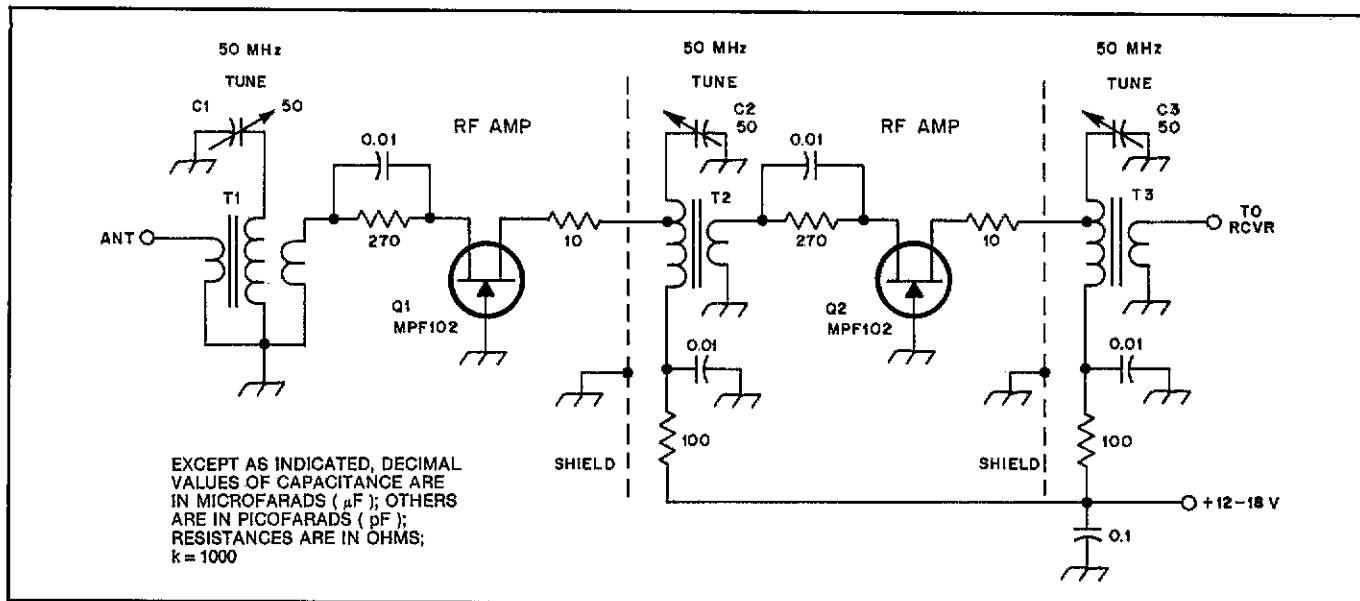 50 MHz
TUNE
C1
50
RF AMP
0.01
T1
ANT
270
10
Q1
MPF102
50 MHz
TUNE
C2
50
RF AMP
0.01
T2
270
10
Q2
MPF102
0.01
100
SHIELD
50 MHz
TUNE
C3
50
T3
TO
RCVR
0.01
100
SHIELD
+12-18 V
0.1
EXCEPT AS INDICATED, DECIMAL
VALUES OF CAPACITANCE ARE
IN MICROFARADS ( μF ); OTHERS
ARE IN PICOFARADS ( pF );
RESISTANCES ARE IN OHMS;
k = 1000